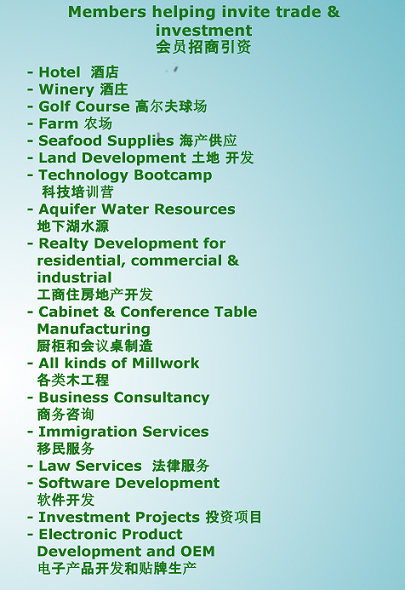 Members helping invite trade &
investment
会员招商引资
- Hotel  酒店
- Winery 酒庄
- Golf Course 高尔夫球场
- Farm 农场
- Seafood Supplies 海产供应
- Land Development 土地 开发
- Technology Bootcamp
科技培训营
- Aquifer Water Resources
地下湖水源
- Realty Development for
residential, commercial &
industrial
工商住房地产开发
- Cabinet & Conference Table
Manufacturing
厨柜和会议桌制造
- All kinds of Millwork
各类木工程
- Business Consultancy
商务咨询
- Immigration Services
移民服务
- Law Services  法律服务
- Software Development
软件开发
- Investment Projects 投资项目
- Electronic Product
Development and OEM
电子产品开发和贴牌生产